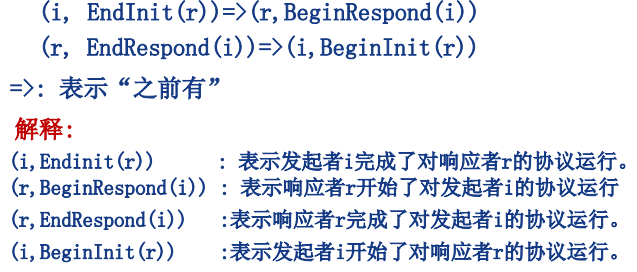 (i, EndInit(r))=>(r,BeginRespond(i))
(r, EndRespond(i))=>(i,BeginInit(r))
=>: 表示“之前有”
解释:
(i,Endinit(r)) : 表示发起者i完成了对响应者r的协议运行。
(r,BeginRespond(i)) : 表示响应者r开始了对发起者i的协议运行
(r,EndRespond(i)) :表示响应者r完成了对发起者i的协议运行。
(i,BeginInit(r)) :表示发起者i开始了对响应者r的协议运行。